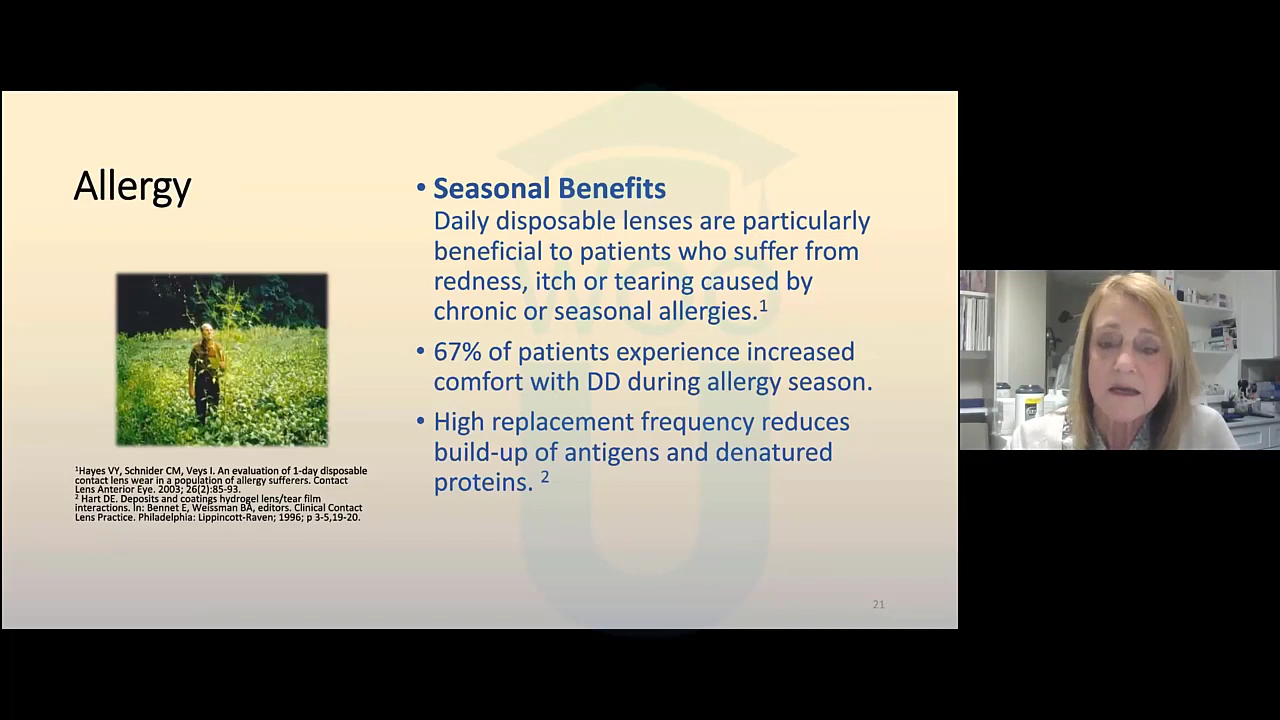 Allergy
• Seasonal Benefits
Daily disposable lenses are particularly
beneficial to patients who suffer from
redness, itch or tearing caused by
chronic or seasonal allergies.1
• 67% of patients experience increased
comfort with DD during allergy season.
• High replacement frequency reduces
build-up of antigens and denatured
proteins. 2
1Hayes VY, Schnider CM, Veys I. An evaluation of 1-day disposable
contact lens wear in a population of allergy sufferers. Contact
Lens Anterior Eye. 2003; 26(2):85-93.
2 Hart DE. Deposits and coatings hydrogel lens/tear film
interactions. In: Bennet E, Weissman BA, editors. Clinical Contact
Lens Practice. Philadelphia: Lippincott-Raven; 1996; p 3-5,19-20.
21